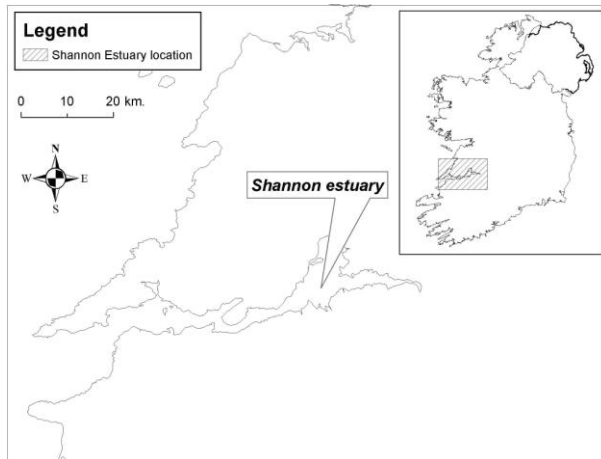 Legend
Shannon Estuary location
0 10 20 km.
N
W E
S
Shannon estuary